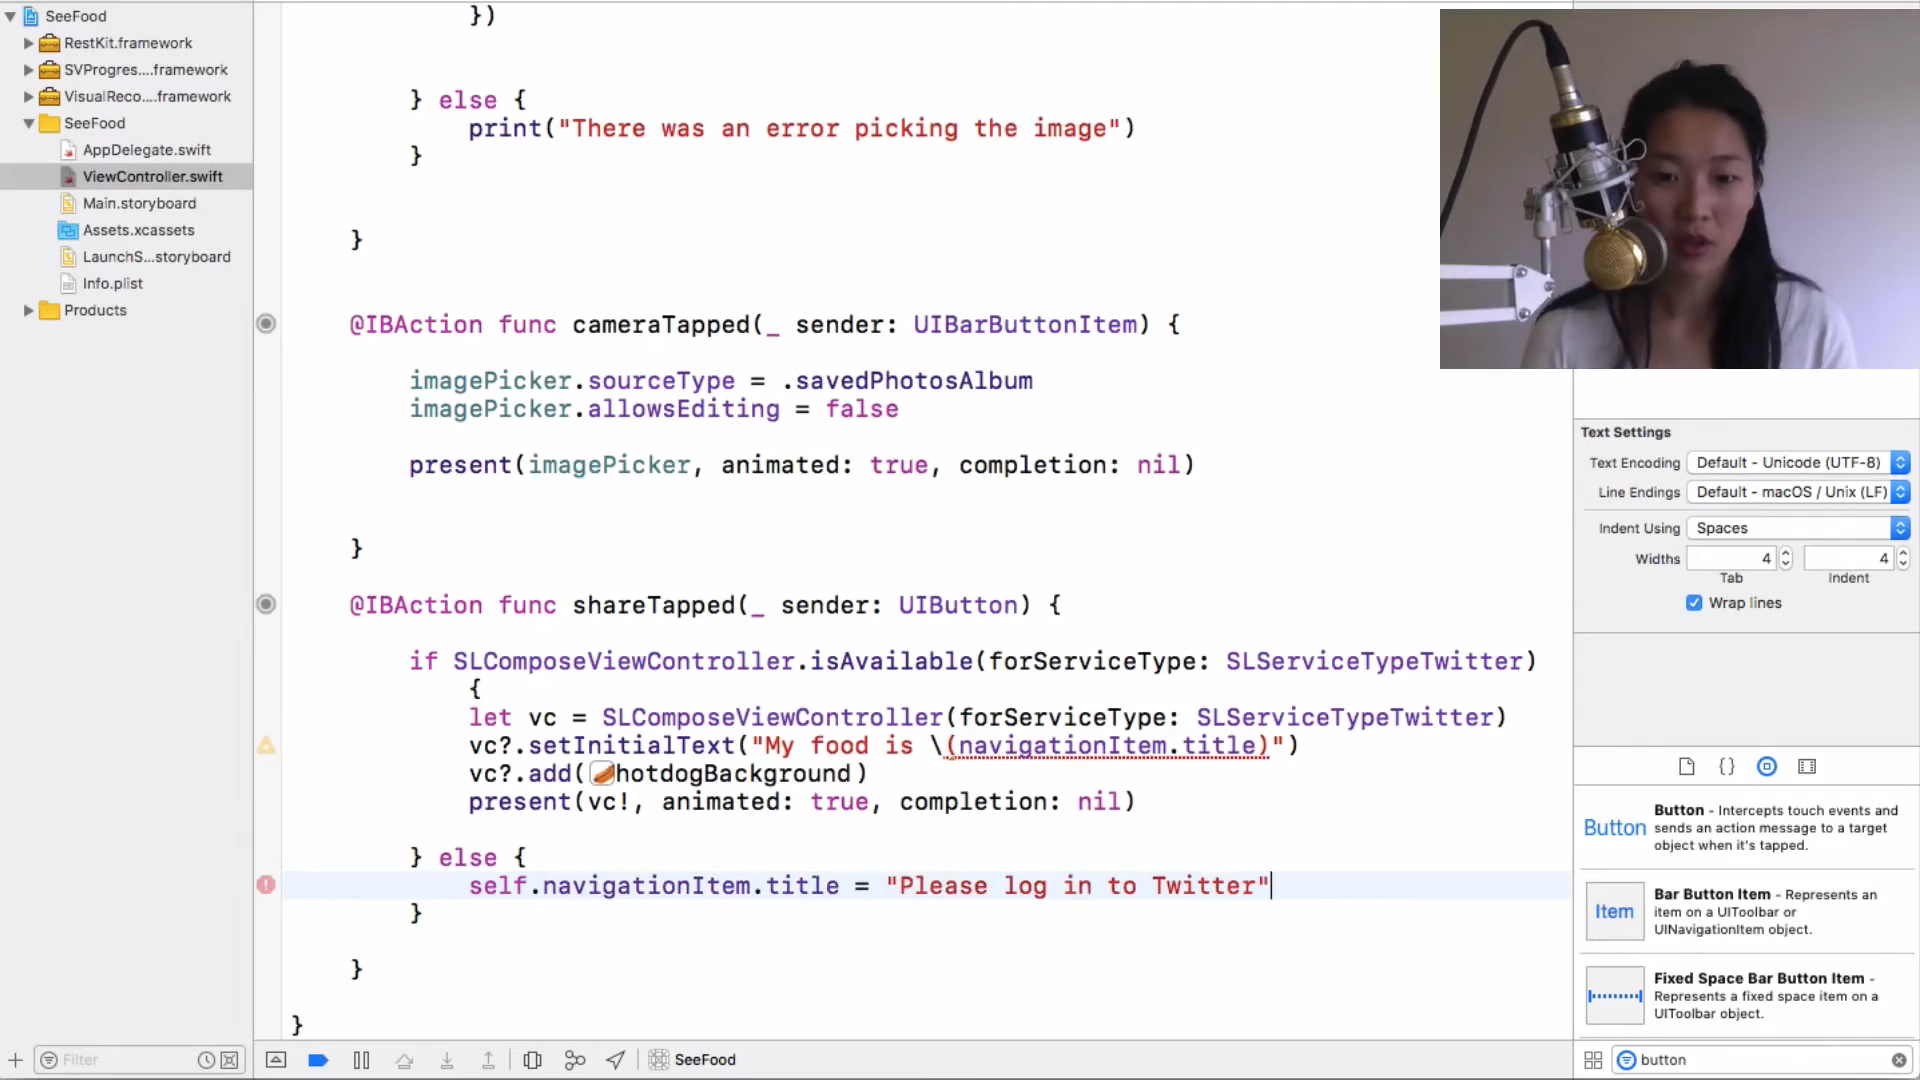 SeeFood
RestKit.framework
SVProgres....framework
VisualReco....framework
SeeFood
AppDelegate.swift
ViewController.swift
Main.storyboard
Assets.xcassets
LaunchS...storyboard
Info.plist
Products
Filter
})
} else {
print("There was an error picking the image")
}
}
@IBAction func cameraTapped(_ sender: UIBarButtonItem) {
imagePicker.sourceType = .savedPhotosAlbum
imagePicker.allowsEditing = false
present(imagePicker, animated: true, completion: nil)
}
@IBAction func shareTapped(_ sender: UIButton) {
if SLComposeViewController.isAvailable(forServiceType: SLServiceTypeTwitter)
{
let vc = SLComposeViewController(forServiceType: SLServiceTypeTwitter)
vc?.setInitialText("My food is \(navigationItem.title)")
vc?.add(hotdogBackground)
present(vc!, animated: true, completion: nil)
} else {
self.navigationItem.title = "Please log in to Twitter"
}
}
}
SeeFood
Text Settings
Text Encoding Default - Unicode (UTF-8)
Line Endings Default - macOS / Unix (LF)
Indent Using Spaces
Widths 4 4
Tab Indent
Wrap lines
{}
Button
Button - Intercepts touch events and
sends an action message to a target
object when it's tapped.
Item
Bar Button Item - Represents an
item on a UIToolbar or
UINavigationItem object.
Fixed Space Bar Button Item -
Represents a fixed space item on a
UIToolbar object.
button